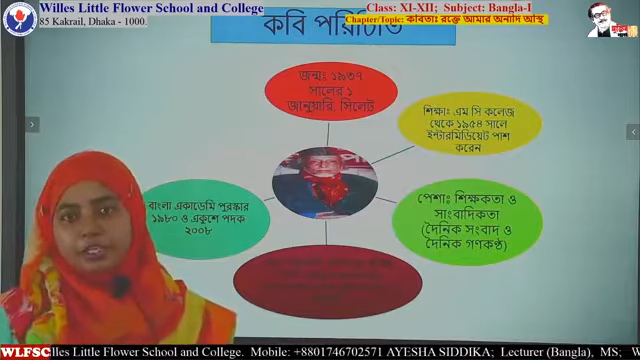 Willes Little Flower School and College
85 Kakrail, Dhaka - 1000.
Class: XI-XII; Subject: Bangla-I
Chapter/Topic: কবিতাঃ রক্তে আমার অনাদি অস্থি
কবি পরিচিতি
জন্মঃ ১৯৩৭
সালের ১
জানুয়ারি, সিলেট
শিক্ষাঃ এম সি কলেজ
থেকে ১৯৫৪ সালে
ইন্টারমিডিয়েট পাশ
করেন
বাংলা একাডেমি পুরস্কার
১৯৮০ ও একুশে পদক
২০০৮
পেশাঃ শিক্ষকতা ও
সাংবাদিকতা
(দৈনিক সংবাদ ও
দৈনিক গণকণ্ঠ)
WLFSC illes Little Flower School and College. Mobile: +8801746702571 AYESHA SIDDIKA; Lecturer (Bangla), MS: W